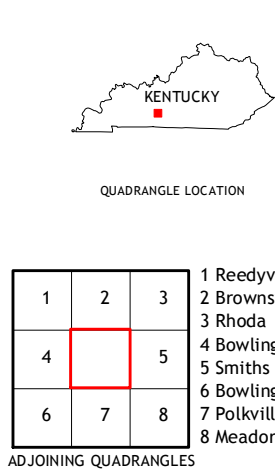 KENTUCKY
QUADRANGLE LOCATION
1 2 3
4 5
6 7 8
1 Reedyv
2 Browns
3 Rhoda
4 Bowling
5 Smiths
6 Bowling
7 Polkvill
8 Meador
ADJOINING QUADRANGLES